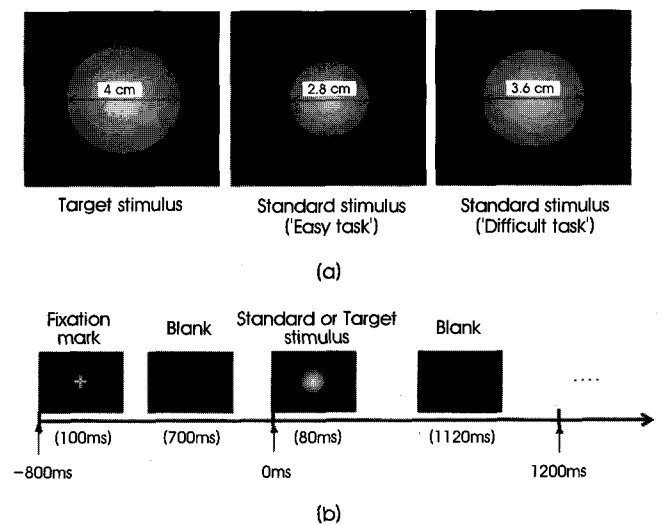 4 cm
2.8 cm
3.6 cm
Target stimulus
Standard stimulus
('Easy task')
Standard stimulus
('Difficult task')
(a)
Fixation
mark
Blank
Standard or Target
stimulus
Blank
....
(100ms)
(700ms)
(80ms)
(1120ms)
−800ms
0ms
1200ms
(b)